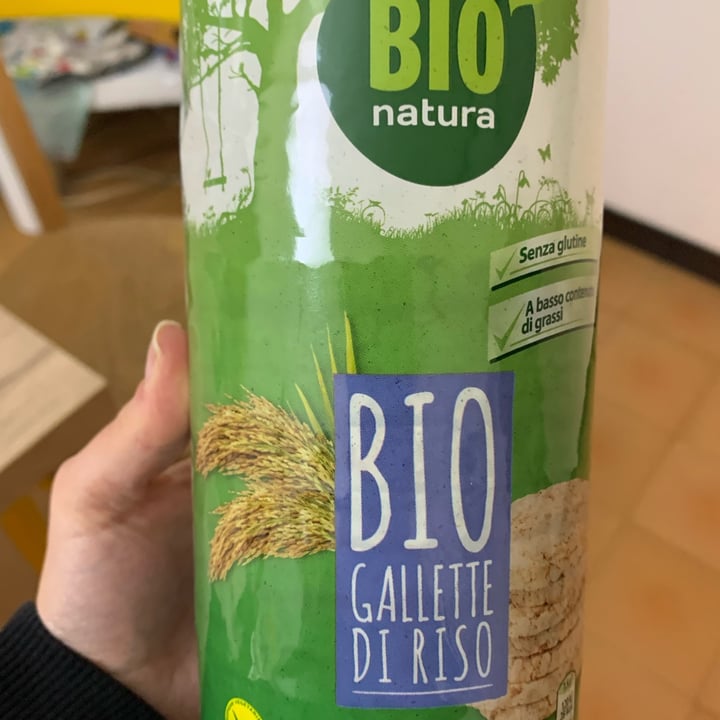 BIO
natura
Senza glutine
A basso contenuto
di grassi
BIO
GALLETTE
DI RISO